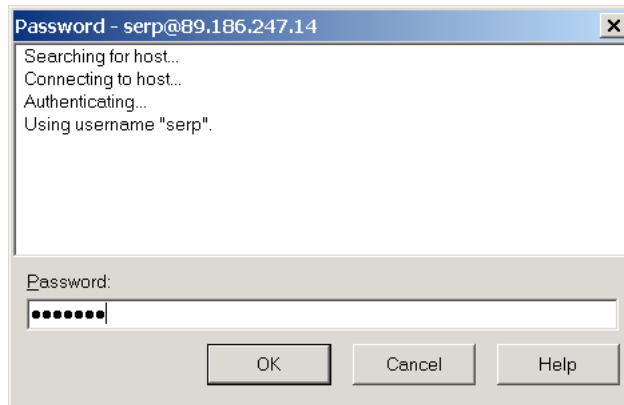 Password - serp@89.186.247.14
Searching for host...
Connecting to host...
Authenticating...
Using username "serp".
Password:
•••••••
OK Cancel Help